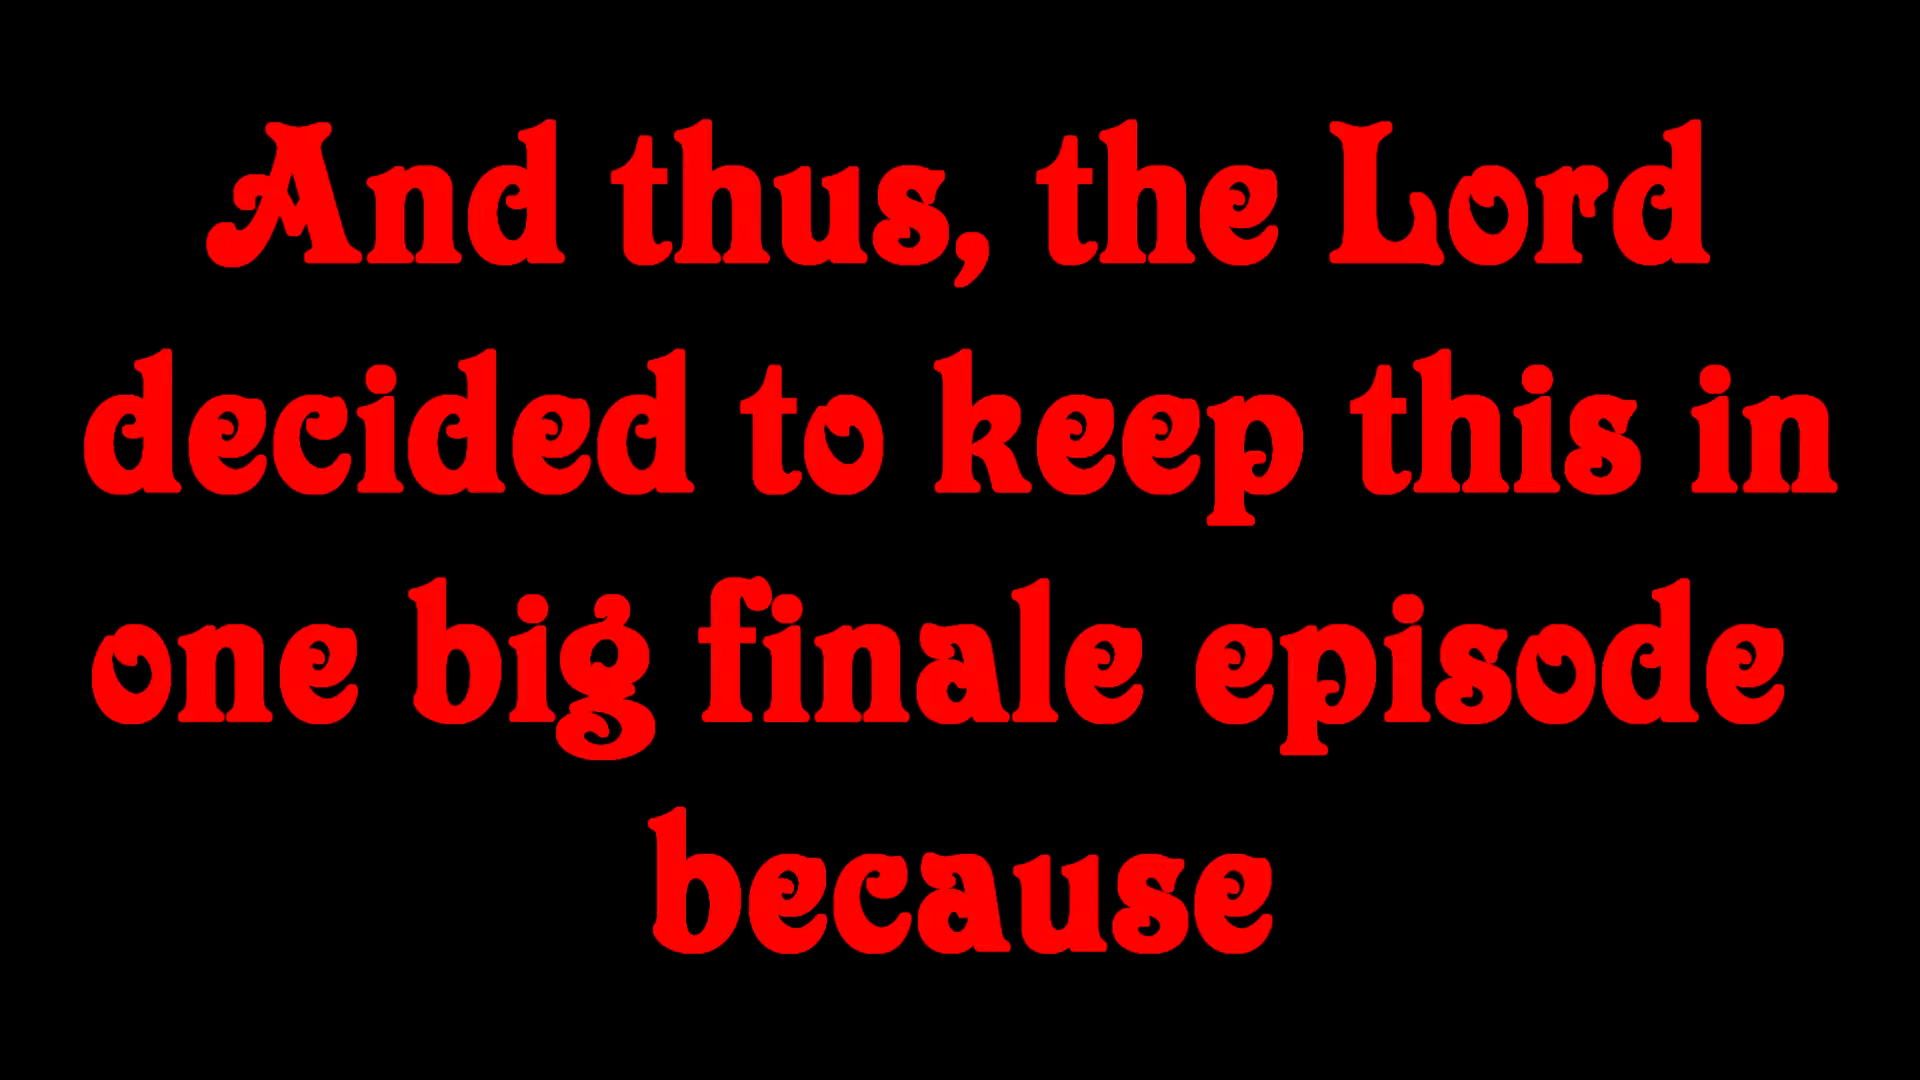 And thus, the Lord
decided to keep this in
one big finale episode
because